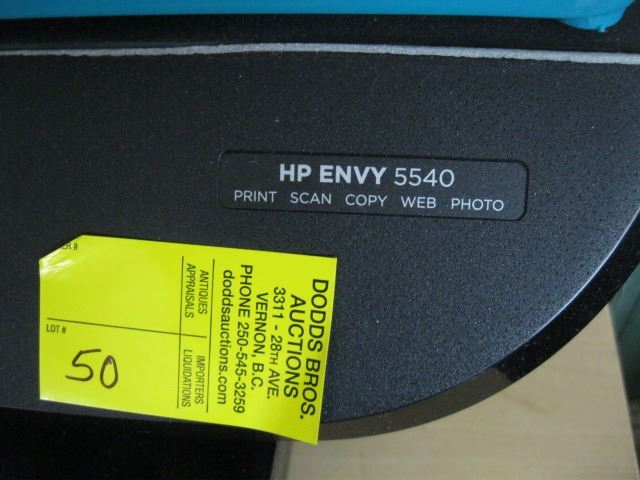 HP ENVY 5540
PRINT SCAN COPY WEB PHOTO
DODDS BROS.
AUCTIONS
3311 - 28TH AVE.
VERNON, B.C.
PHONE 250-545-3259
doddsauctions.com
ANTIQUES
APPRAISALS
IMPORTERS
LIQUIDATIONS
LOT #
50